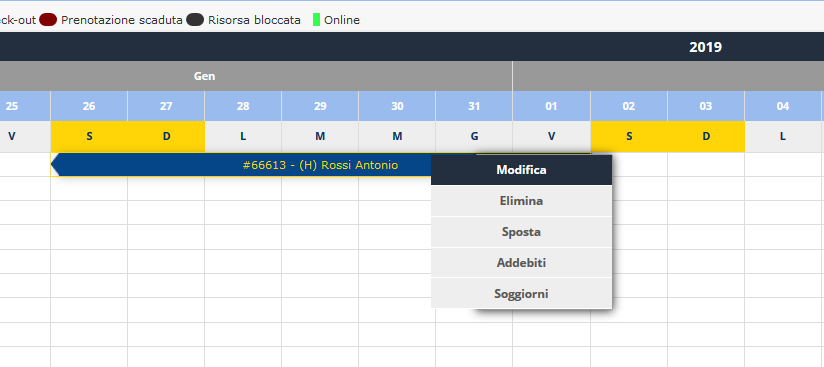 ck-out Prenotazione scaduta Risorsa bloccata Online
2019
Gen
25 26 27 28 29 30 31 01 02 03 04
V S D L M M G V S D L
#66613 - (H) Rossi Antonio
Modifica
Elimina
Sposta
Addebiti
Soggiorni